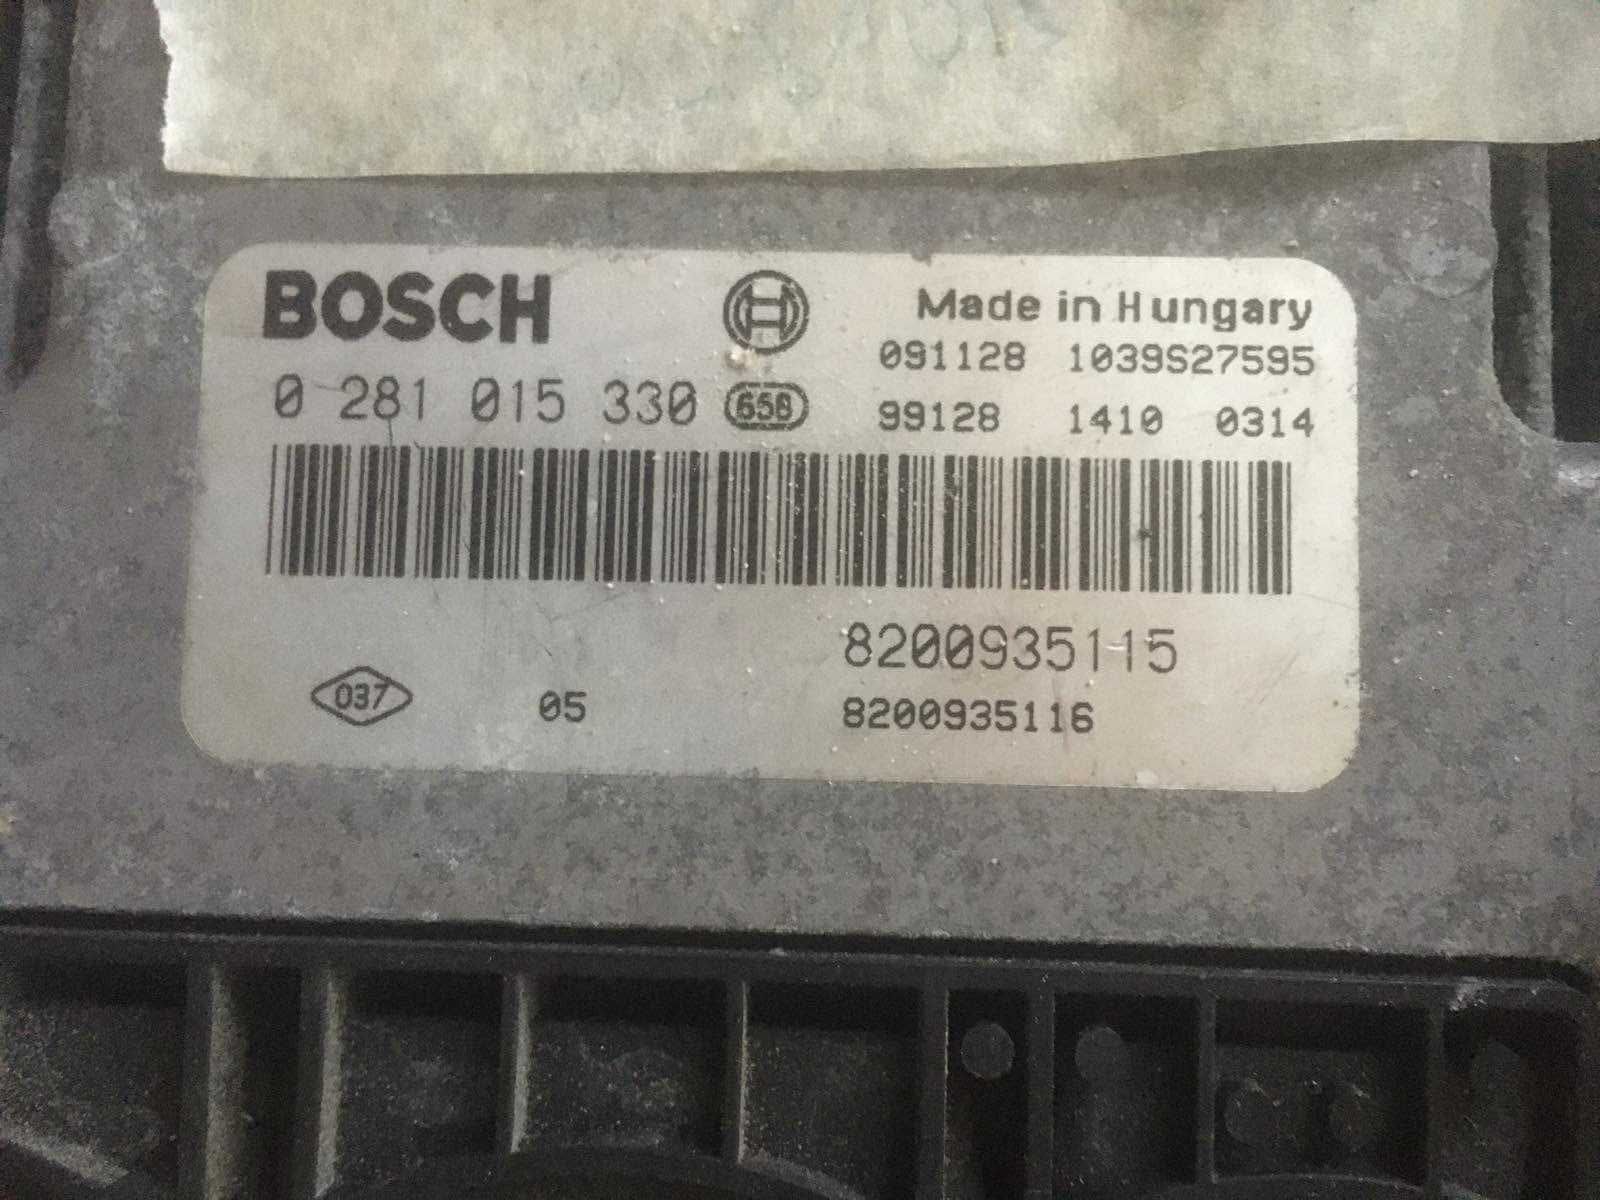 BOSCH
Made in Hungary
091128 1039S27595
0 281 015 330 658
99128 1410 0314
8200935115
037 05 8200935116